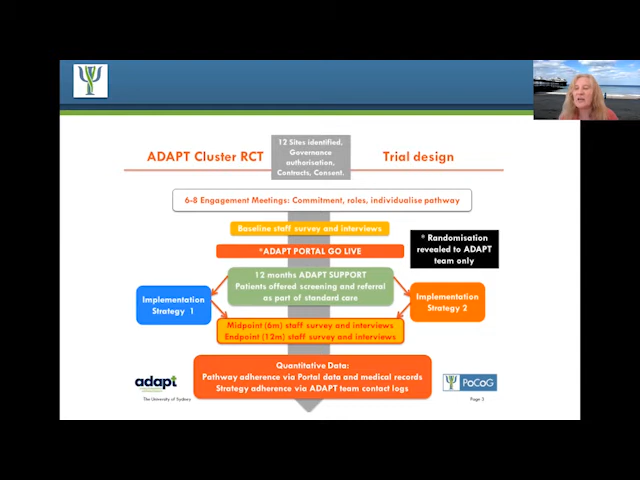 ADAPT Cluster RCT
12 Sites identified,
Governance
authorisation,
Contracts, Consent.
Trial design
6-8 Engagement Meetings: Commitment, roles, individualise pathway
Baseline staff survey and interviews
*ADAPT PORTAL GO LIVE
* Randomisation
revealed to ADAPT
team only
12 months ADAPT SUPPORT
Patients offered screening and referral
as part of standard care
Implementation
Strategy 1
Implementation
Strategy 2
Midpoint (6m) staff survey and interviews
Endpoint (12m) staff survey and interviews
Quantitative Data:
Pathway adherence via Portal data and medical records
Strategy adherence via ADAPT team contact logs
adapt
PoCoG
The University of Sydney
Page 3